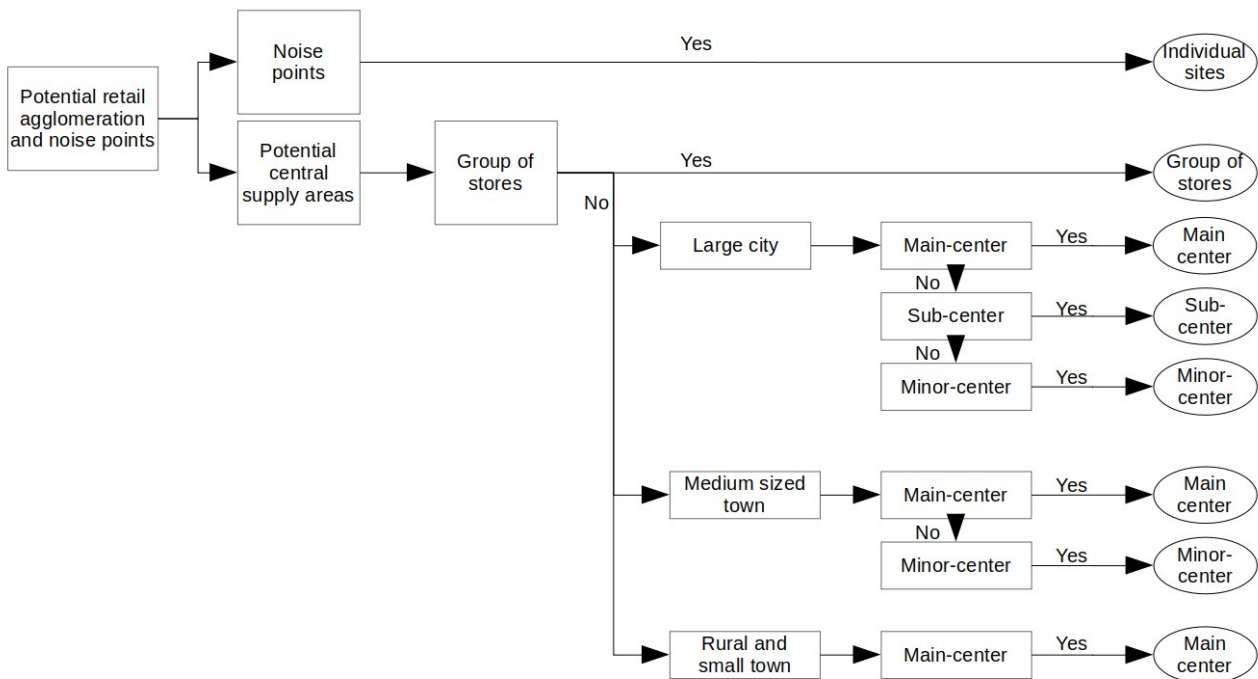 Noise
points
Yes
Individual
sites
Potential retail
agglomeration
and noise points
Potential
central
supply areas
Group of
stores
Yes
Group of
stores
No
Large city
Main-center
Yes
Main
center
No
Sub-center
Yes
Sub-
center
No
Minor-center
Yes
Minor-
center
Medium sized
town
Main-center
Yes
Main
center
No
Minor-center
Yes
Minor-
center
Rural and
small town
Main-center
Yes
Main
center